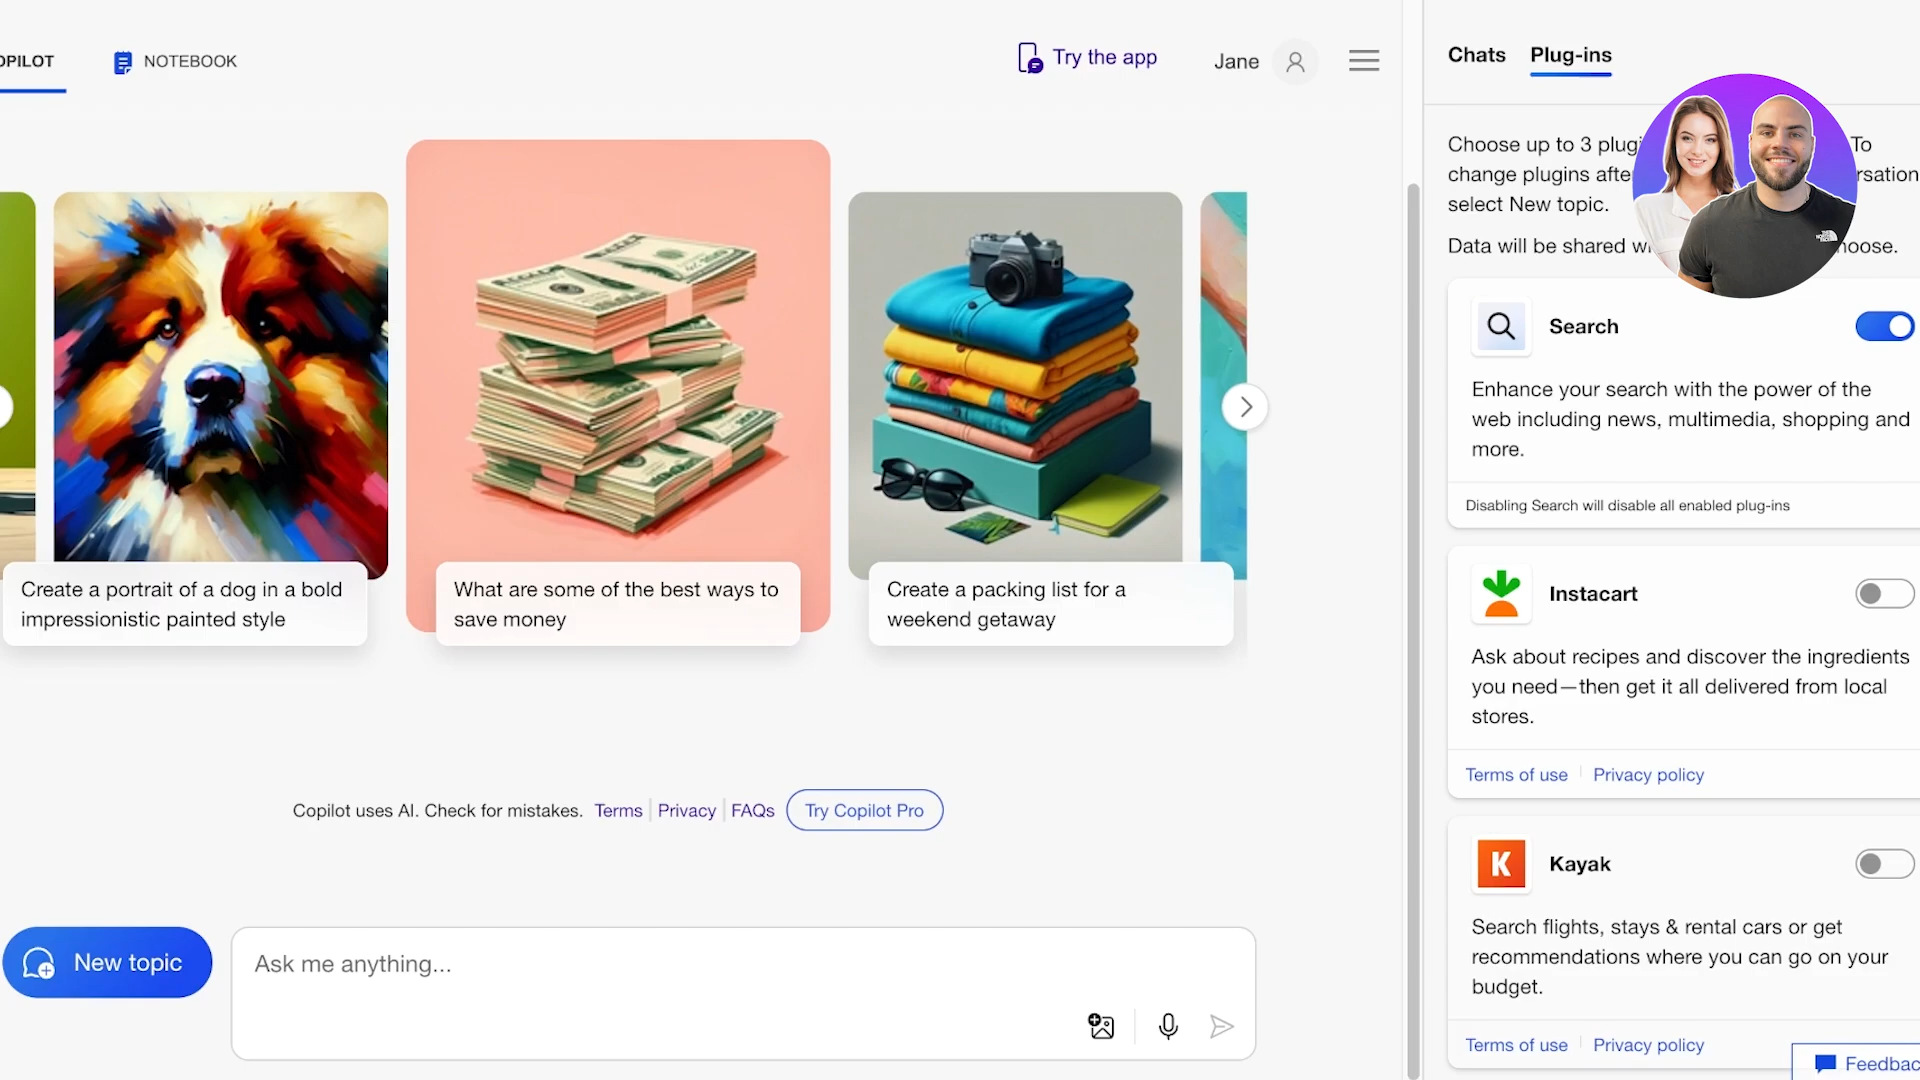 OPILOT
NOTEBOOK
Try the app
Jane
Chats
Plug-ins
Choose up to 3 plugi To
change plugins afte rsation
select New topic.
Data will be shared wi hoose.
Search
Enhance your search with the power of the
web including news, multimedia, shopping and
more.
Disabling Search will disable all enabled plug-ins
Instacart
Ask about recipes and discover the ingredients
you need—then get it all delivered from local
stores.
Terms of use
Privacy policy
K
Kayak
Search flights, stays & rental cars or get
recommendations where you can go on your
budget.
Terms of use
Privacy policy
Feedbac
Create a portrait of a dog in a bold
impressionistic painted style
What are some of the best ways to
save money
Create a packing list for a
weekend getaway
Copilot uses AI. Check for mistakes.
Terms
Privacy
FAQs
Try Copilot Pro
New topic
Ask me anything...